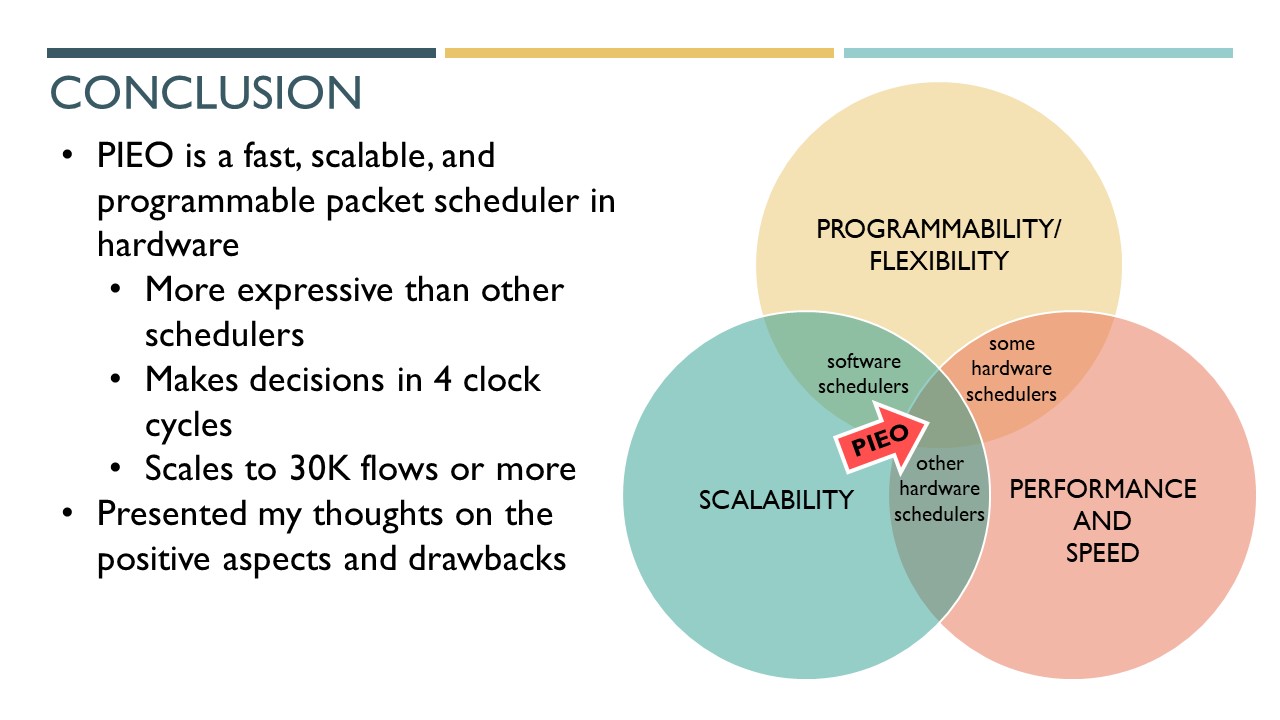 CONCLUSION
• PIEO is a fast, scalable, and
programmable packet scheduler in
hardware
• More expressive than other
schedulers
• Makes decisions in 4 clock
cycles
• Scales to 30K flows or more
• Presented my thoughts on the
positive aspects and drawbacks
PROGRAMMABILITY/
FLEXIBILITY
software
schedulers
some
hardware
schedulers
PIEO
other
hardware
schedulers
SCALABILITY
PERFORMANCE
AND
SPEED